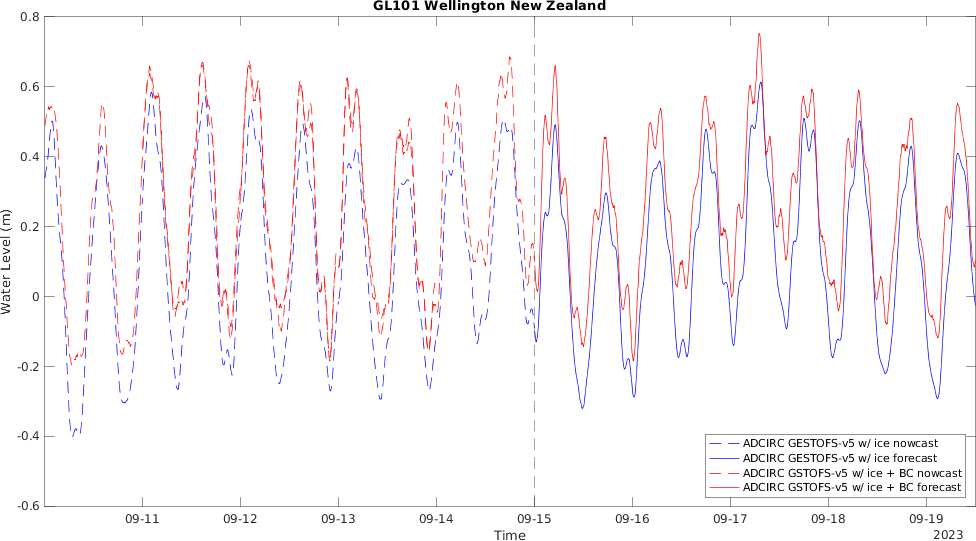 GL101 Wellington New Zealand
0.8
0.6
0.4
0.2
0
-0.2
-0.4
-0.6
Water Level (m)
09-11
09-12
09-13
09-14
09-15
09-16
09-17
09-18
09-19
Time
2023
ADCIRC GESTOFS-v5 w/ ice nowcast
ADCIRC GESTOFS-v5 w/ ice forecast
ADCIRC GSTOFS-v5 w/ ice + BC nowcast
ADCIRC GSTOFS-v5 w/ ice + BC forecast